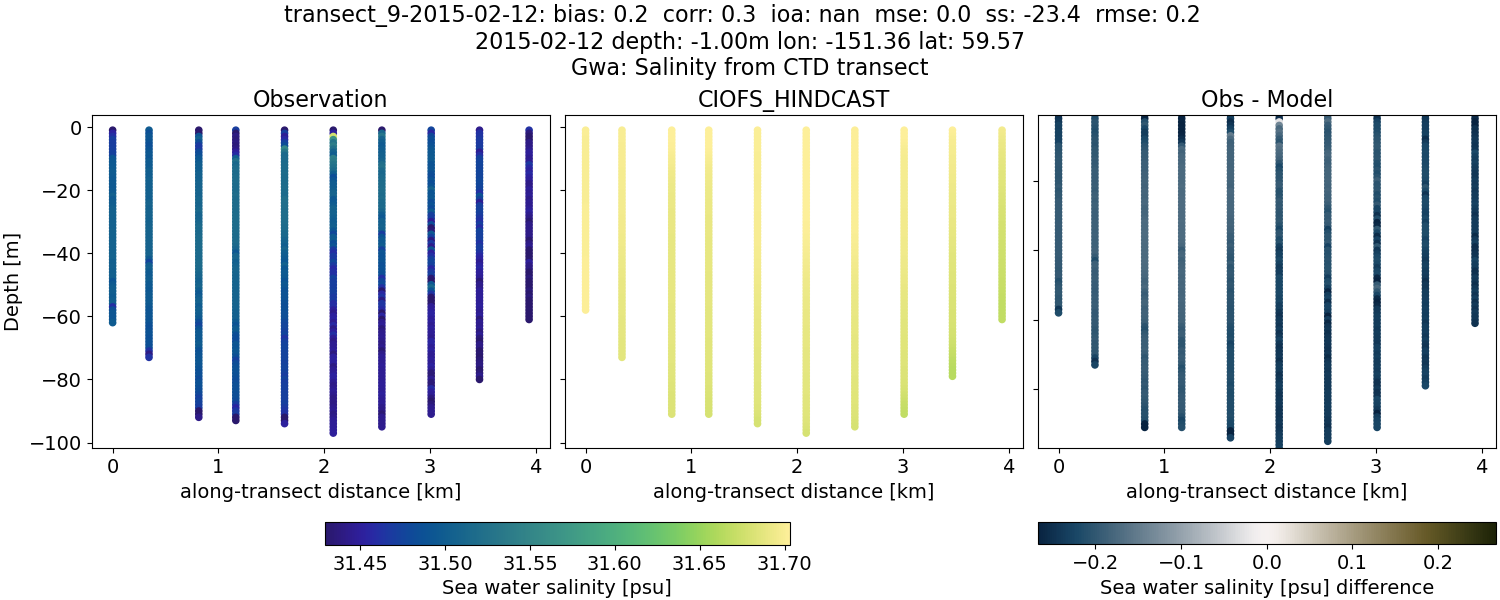 transect_9-2015-02-12: bias: 0.2  corr: 0.3  ioa: nan  mse: 0.0  ss: -23.4  rmse: 0.2
2015-02-12 depth: -1.00m lon: -151.36 lat: 59.57
Gwa: Salinity from CTD transect
Observation
CIOFS_HINDCAST
Obs - Model
Depth [m]
0
−20
−40
−60
−80
−100
0 1 2 3 4
0 1 2 3 4
0 1 2 3 4
along-transect distance [km]
along-transect distance [km]
along-transect distance [km]
31.45 31.50 31.55 31.60 31.65 31.70
Sea water salinity [psu]
−0.2 −0.1 0.0 0.1 0.2
Sea water salinity [psu] difference